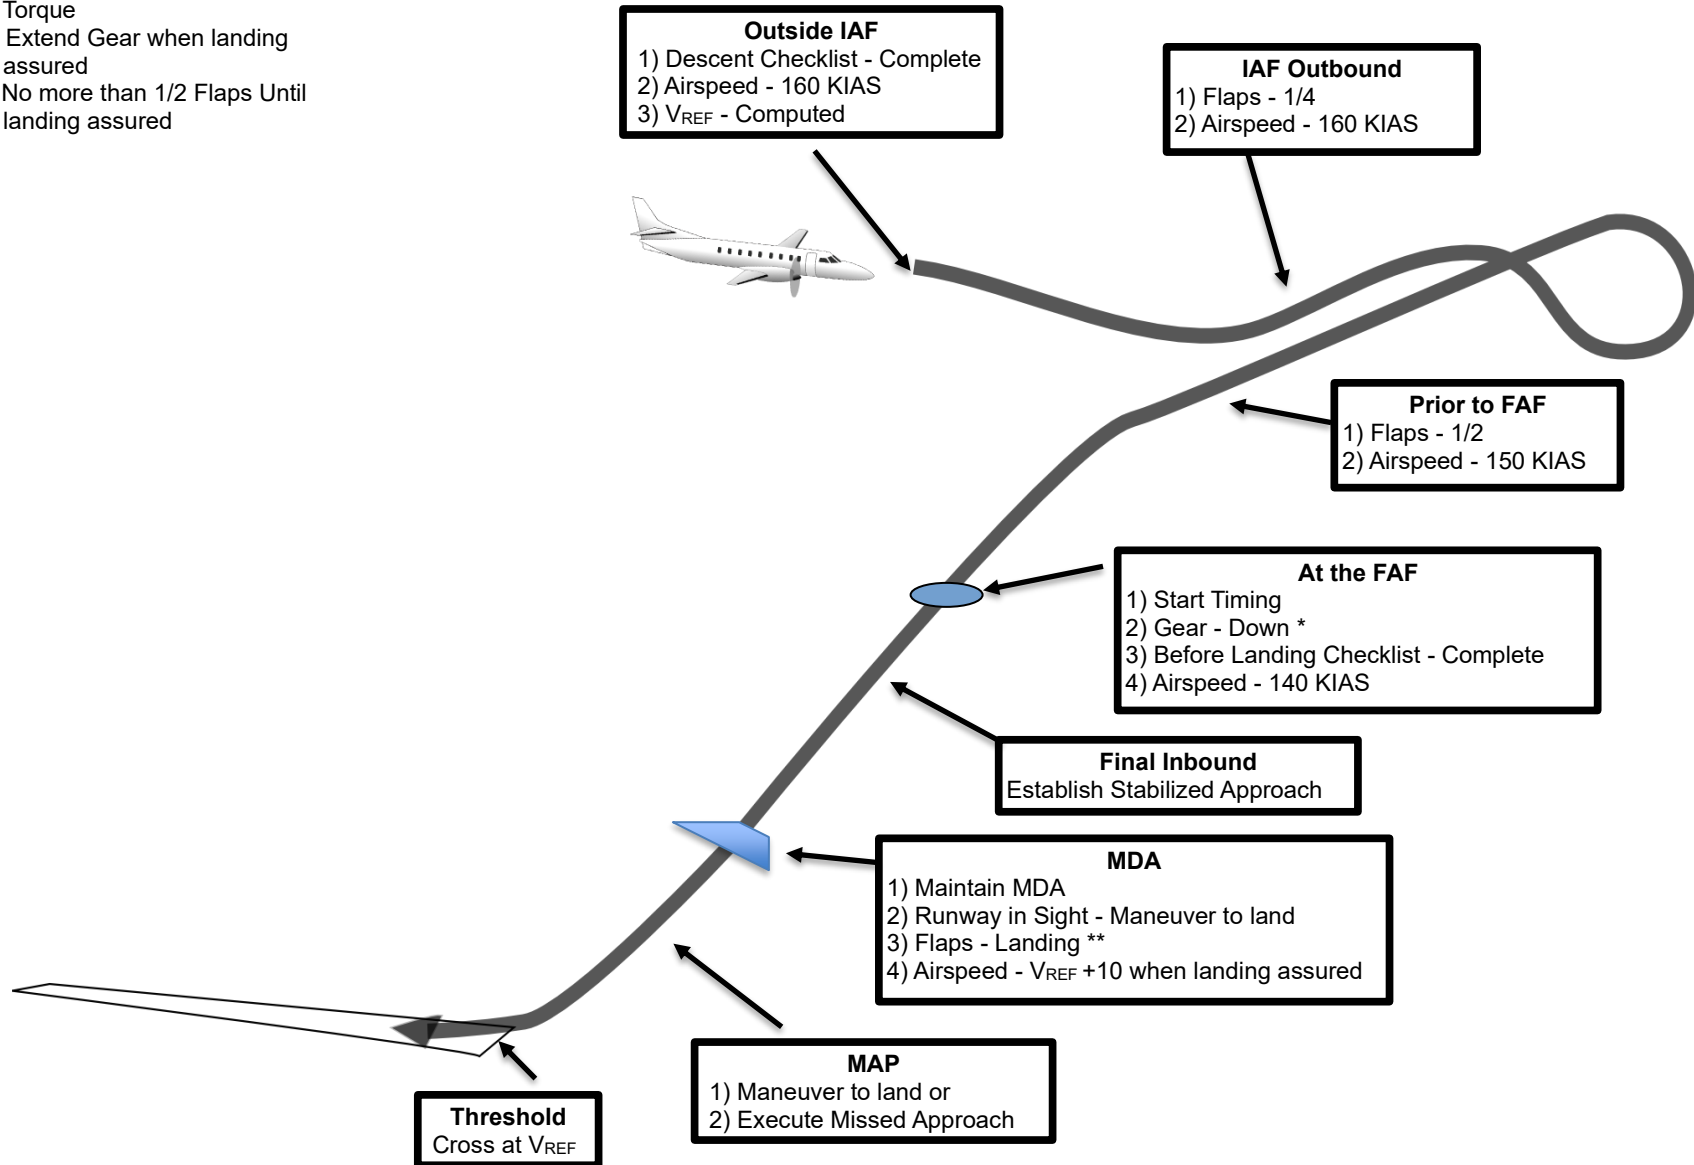 Torque
Extend Gear when landing
assured
No more than 1/2 Flaps Until
landing assured
Outside IAF
1) Descent Checklist - Complete
2) Airspeed - 160 KIAS
3) VREF - Computed
IAF Outbound
1) Flaps - 1/4
2) Airspeed - 160 KIAS
Prior to FAF
1) Flaps - 1/2
2) Airspeed - 150 KIAS
At the FAF
1) Start Timing
2) Gear - Down *
3) Before Landing Checklist - Complete
4) Airspeed - 140 KIAS
Final Inbound
Establish Stabilized Approach
MDA
1) Maintain MDA
2) Runway in Sight - Maneuver to land
3) Flaps - Landing **
4) Airspeed - VREF +10 when landing assured
MAP
1) Maneuver to land or
2) Execute Missed Approach
Threshold
Cross at VREF